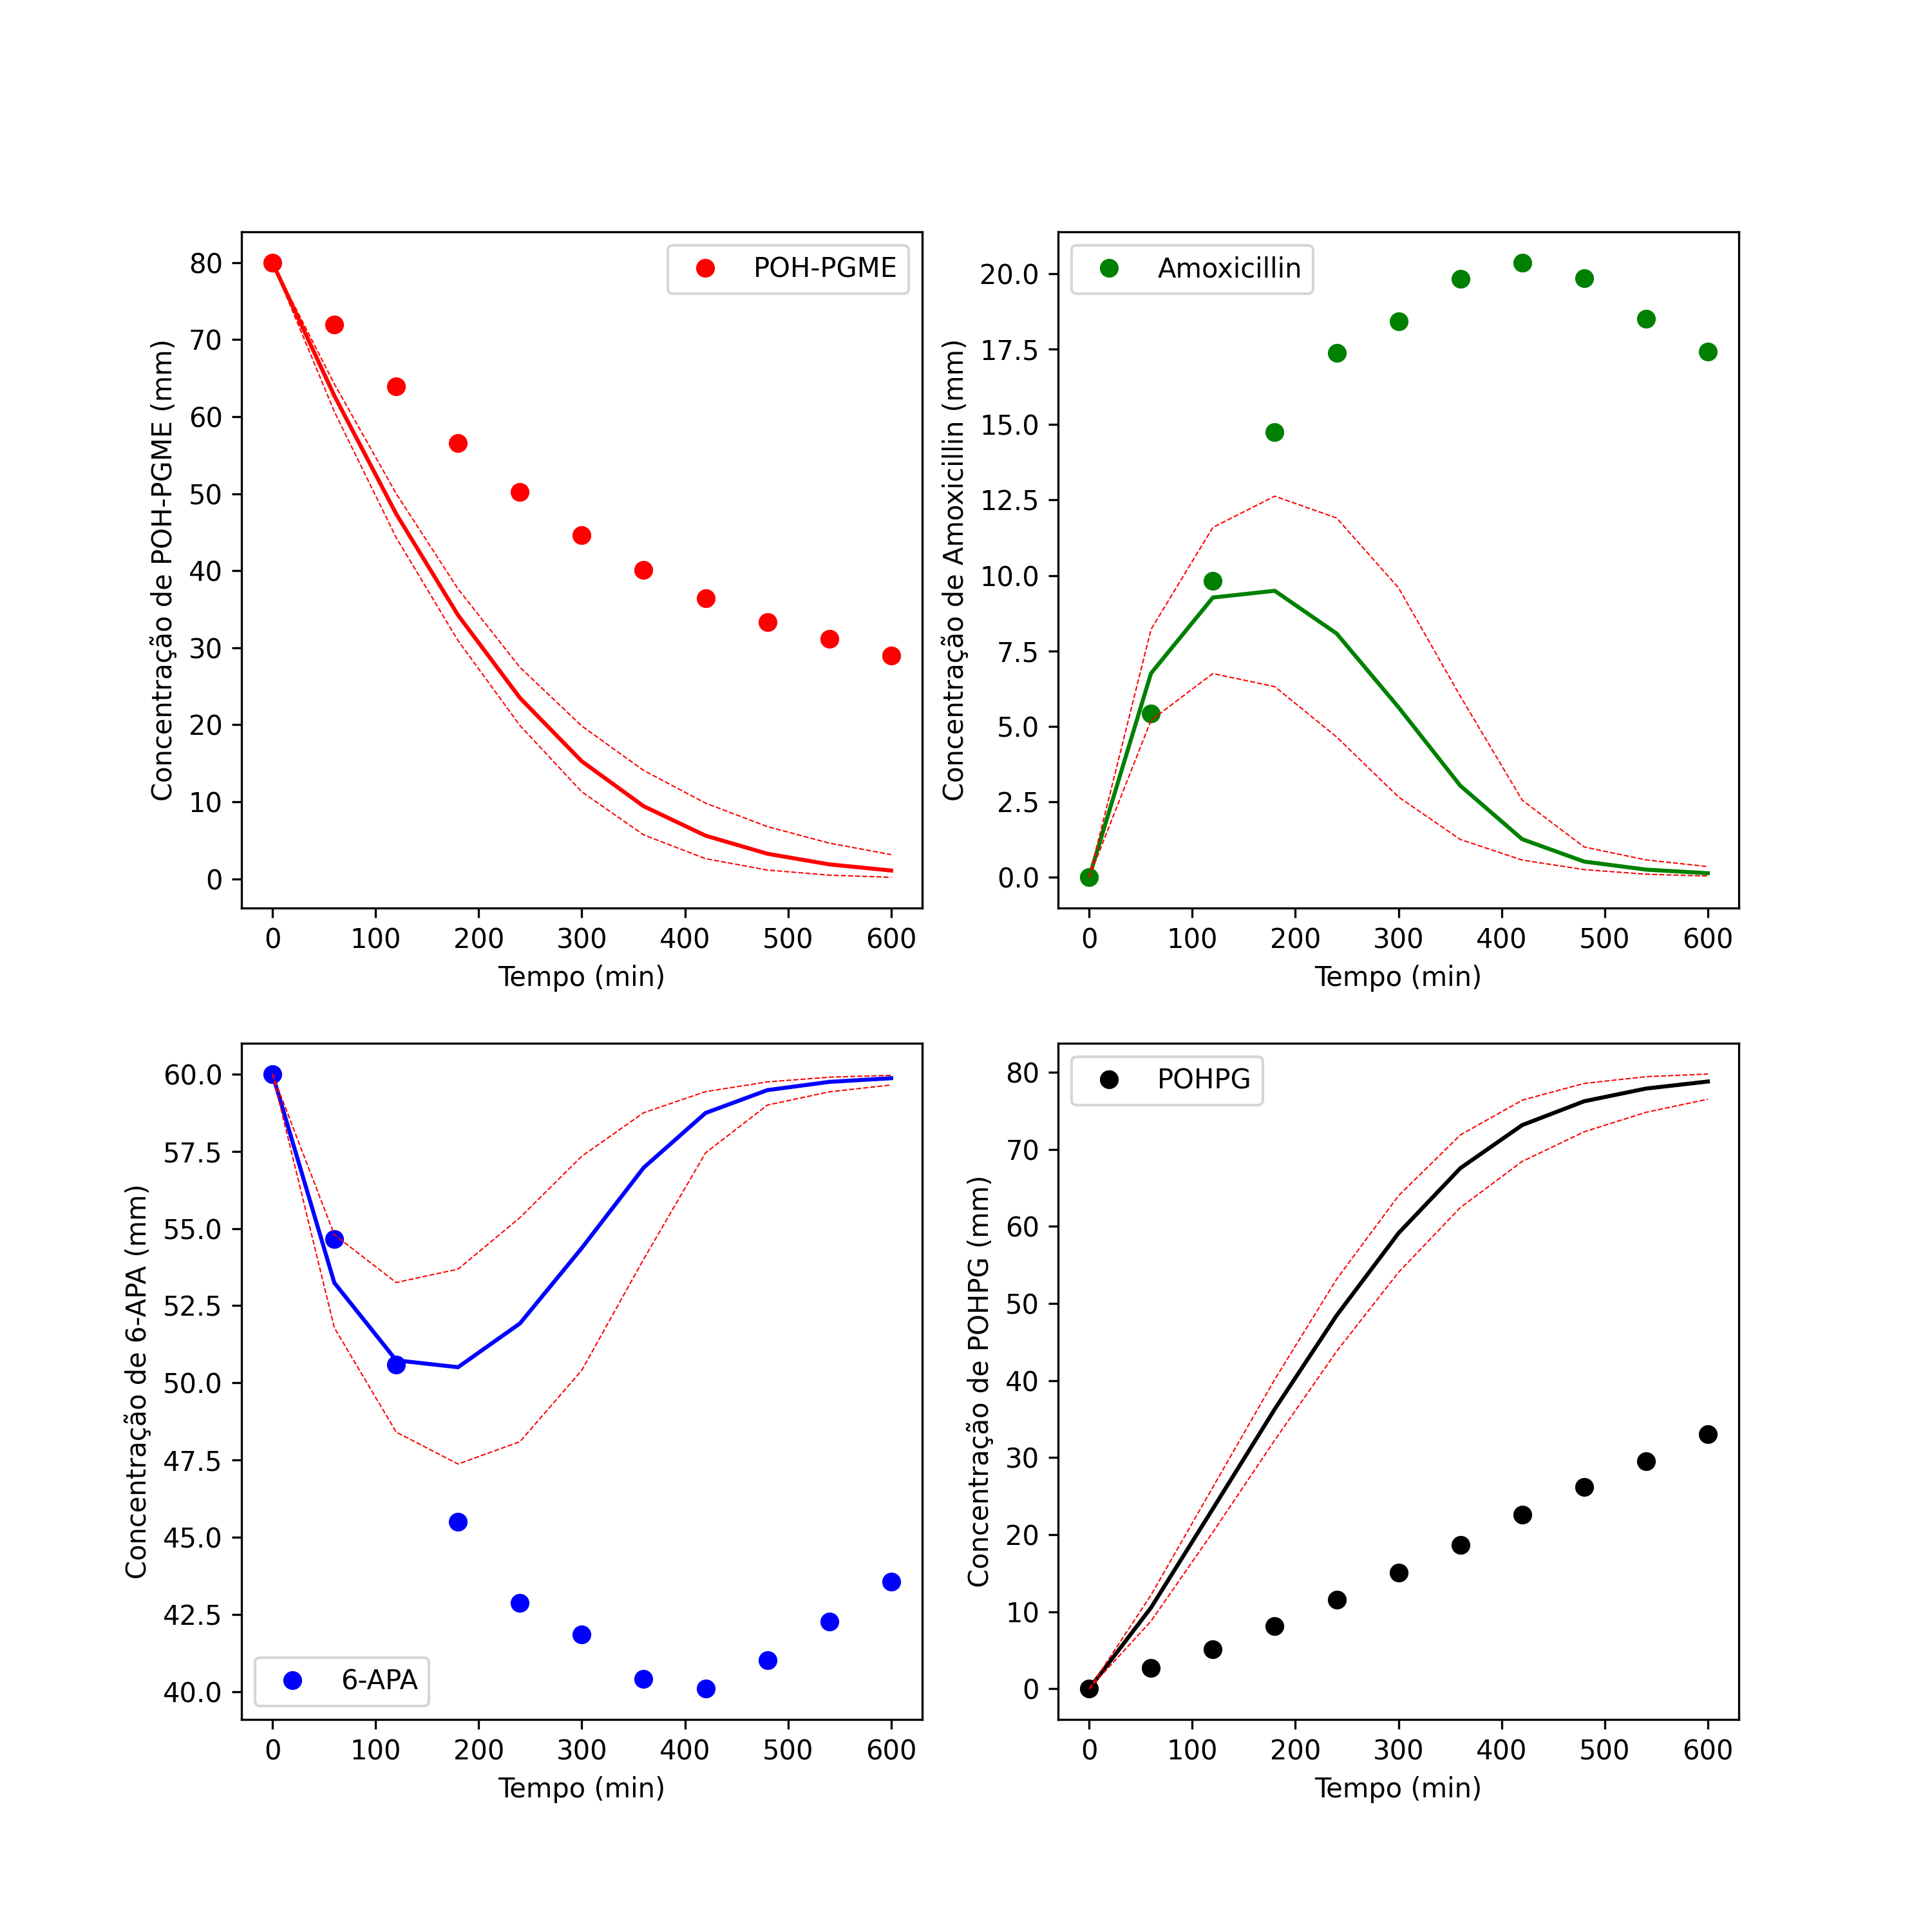 POH-PGME
80
70
60
50
40
30
20
10
0
Concentração de POH-PGME (mm)
0 100 200 300 400 500 600
Tempo (min)
Amoxicillin
20.0
17.5
15.0
12.5
10.0
7.5
5.0
2.5
0.0
Concentração de Amoxicillin (mm)
0 100 200 300 400 500 600
Tempo (min)
60.0
57.5
55.0
52.5
50.0
47.5
45.0
42.5
40.0
Concentração de 6-APA (mm)
6-APA
0 100 200 300 400 500 600
Tempo (min)
POHPG
80
70
60
50
40
30
20
10
0
Concentração de POHPG (mm)
0 100 200 300 400 500 600
Tempo (min)